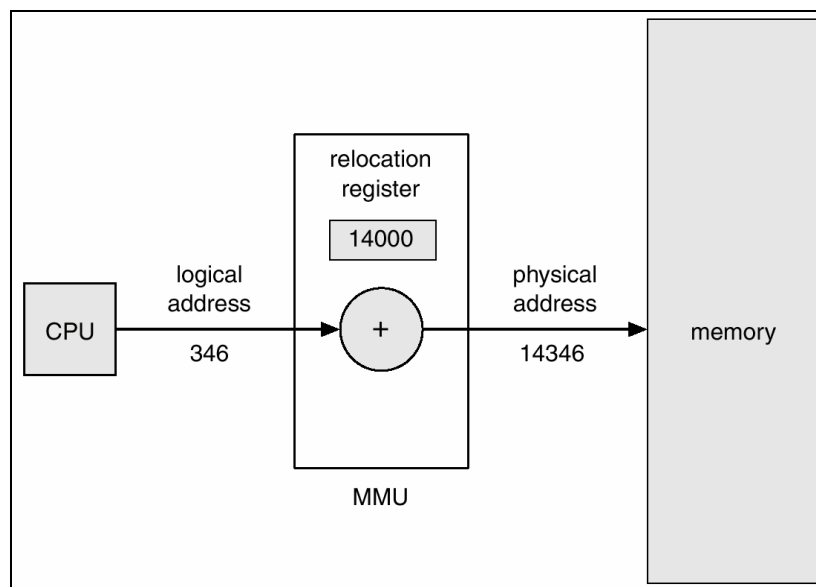 relocation
register
14000
logical
address
physical
address
CPU
+
memory
346
14346
MMU